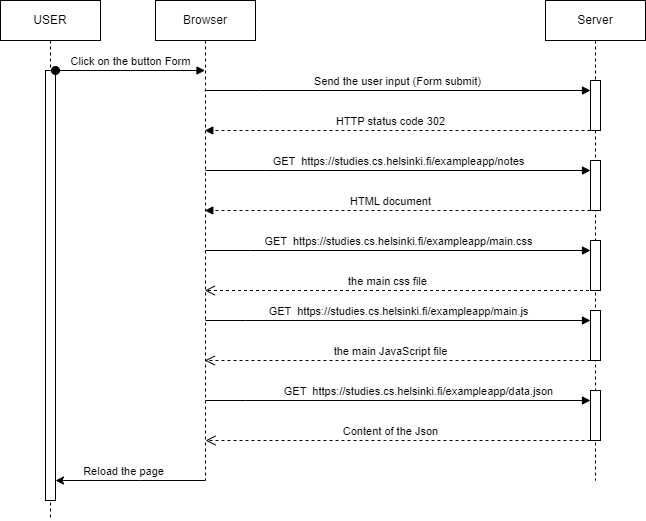 USER
Browser
Server
Click on the button Form
Send the user input (Form submit)
HTTP status code 302
GET https://studies.cs.helsinki.fi/exampleapp/notes
HTML document
GET https://studies.cs.helsinki.fi/exampleapp/main.css
the main css file
GET https://studies.cs.helsinki.fi/exampleapp/main.js
the main JavaScript file
GET https://studies.cs.helsinki.fi/exampleapp/data.json
Content of the Json
Reload the page